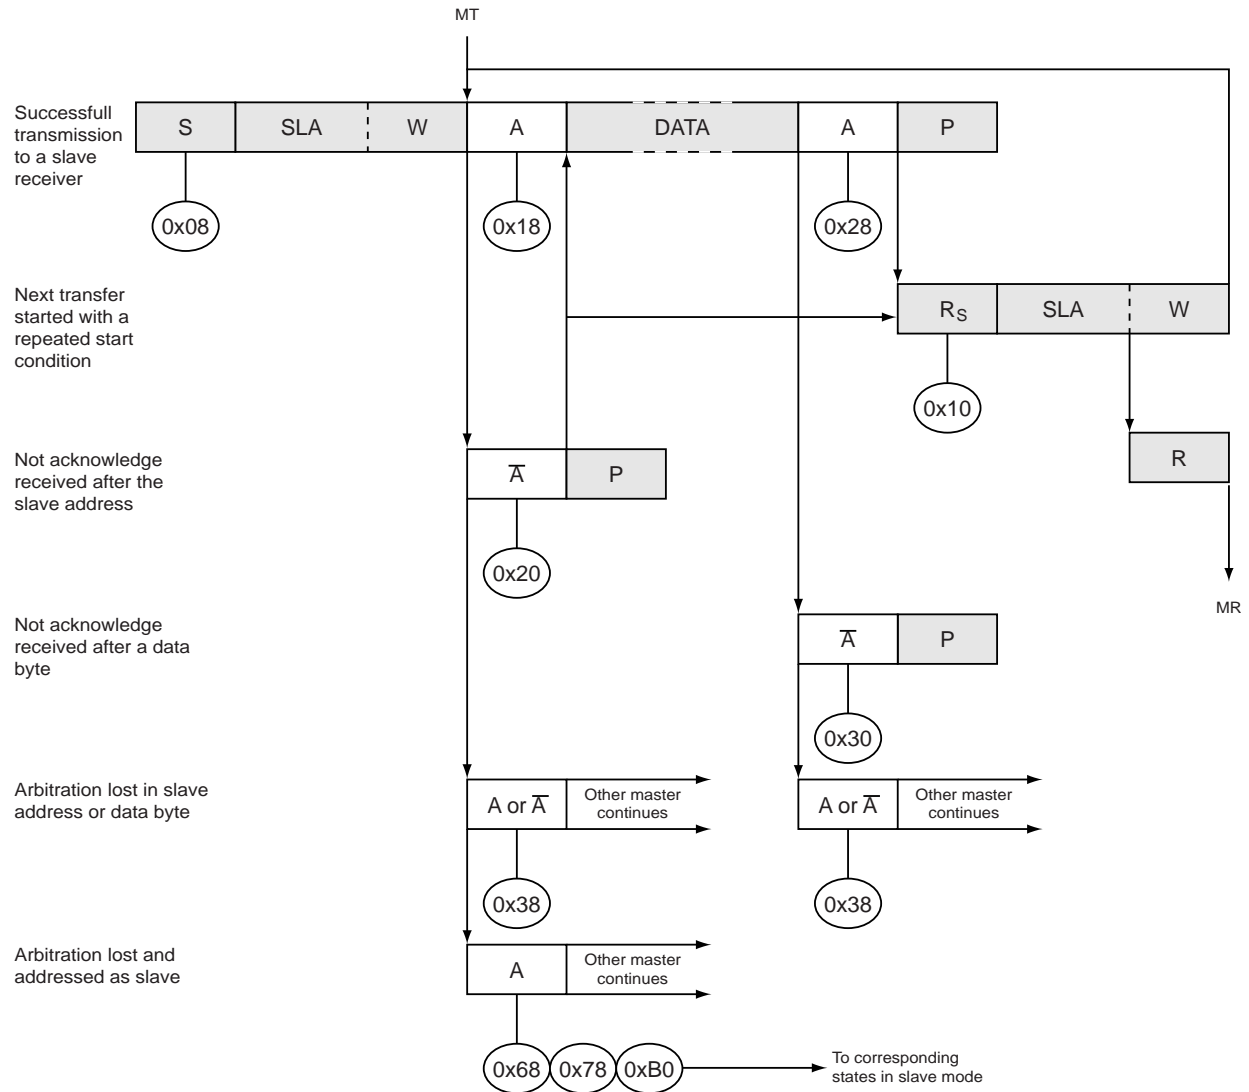 MT
Successfull
transmission
to a slave
receiver
S SLA W A DATA A P
0x08 0x18 0x28
Next transfer
started with a
repeated start
condition
RS SLA W
0x10
Not acknowledge
received after the
slave address
A̅ P
R
0x20
MR
Not acknowledge
received after a data
byte
A̅ P
0x30
Arbitration lost in slave
address or data byte
A or A̅ Other master
continues
A or A̅ Other master
continues
0x38 0x38
Arbitration lost and
addressed as slave
A Other master
continues
0x68 0x78 0xB0 To corresponding
states in slave mode